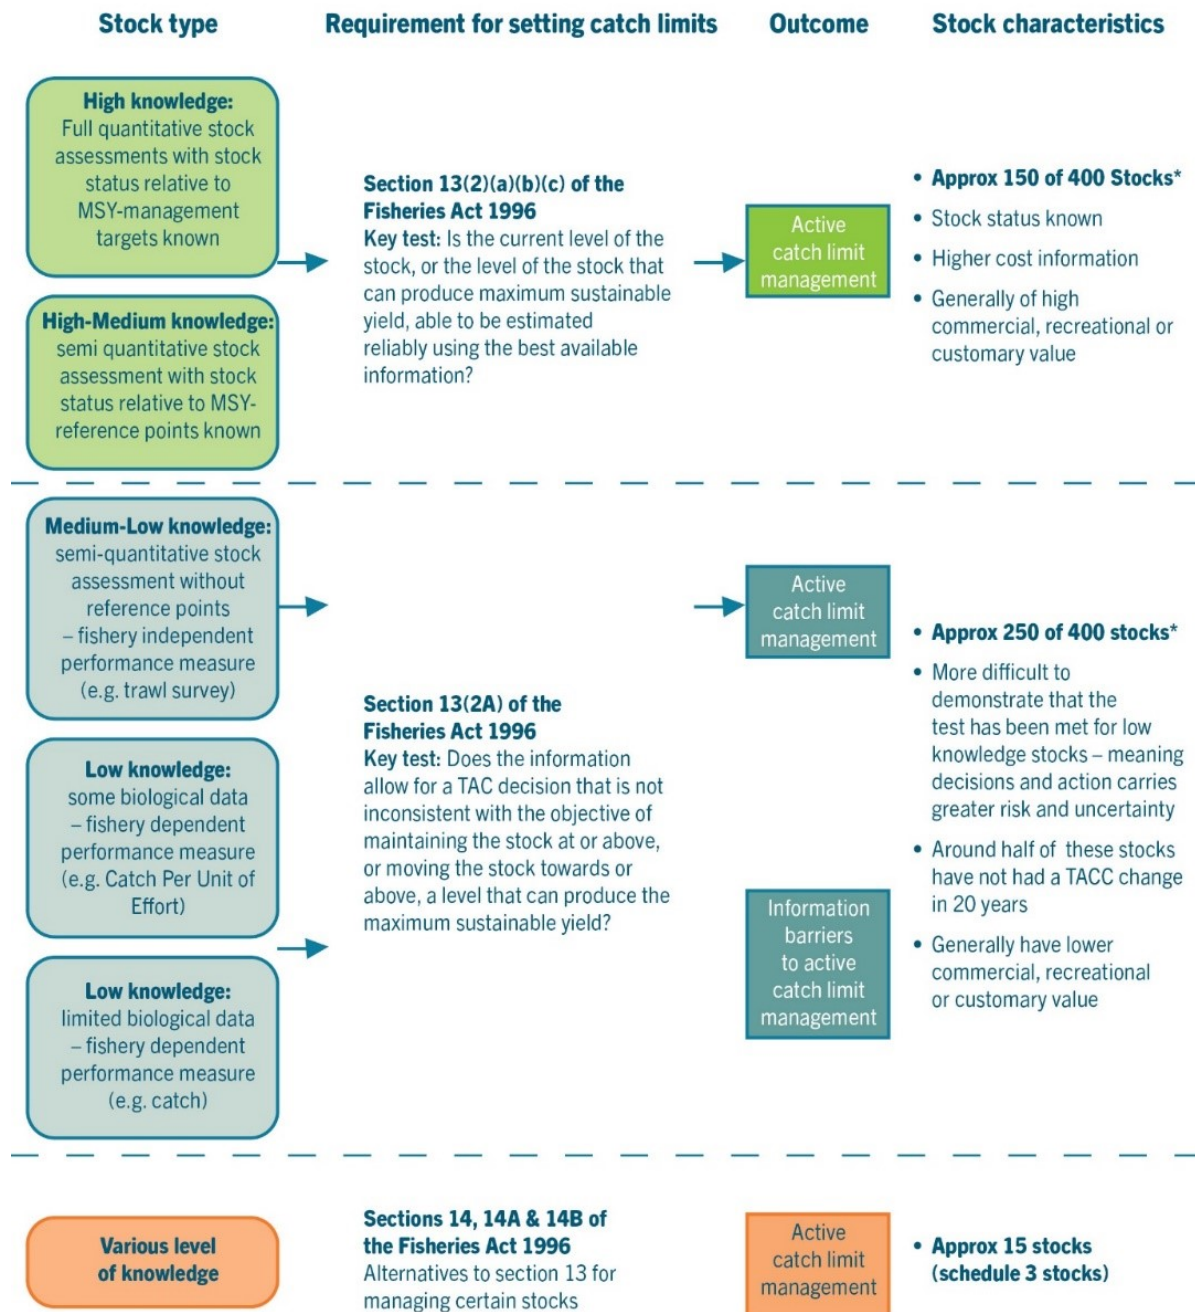 Stock type
Requirement for setting catch limits
Outcome
Stock characteristics
High knowledge:
Full quantitative stock
assessments with stock
status relative to
MSY-management
targets known
High-Medium knowledge:
semi quantitative stock
assessment with stock
status relative to MSY-
reference points known
Section 13(2)(a)(b)(c) of the
Fisheries Act 1996
Key test: Is the current level of the
stock, or the level of the stock that
can produce maximum sustainable
yield, able to be estimated
reliably using the best available
information?
Active
catch limit
management
• Approx 150 of 400 Stocks*
• Stock status known
• Higher cost information
• Generally of high
commercial, recreational or
customary value
Medium-Low knowledge:
semi-quantitative stock
assessment without
reference points
– fishery independent
performance measure
(e.g. trawl survey)
Low knowledge:
some biological data
– fishery dependent
performance measure
(e.g. Catch Per Unit of
Effort)
Low knowledge:
limited biological data
– fishery dependent
performance measure
(e.g. catch)
Section 13(2A) of the
Fisheries Act 1996
Key test: Does the information
allow for a TAC decision that is not
inconsistent with the objective of
maintaining the stock at or above,
or moving the stock towards or
above, a level that can produce the
maximum sustainable yield?
Active
catch limit
management
Information
barriers
to active
catch limit
management
• Approx 250 of 400 stocks*
• More difficult to
demonstrate that the
test has been met for low
knowledge stocks – meaning
decisions and action carries
greater risk and uncertainty
• Around half of these stocks
have not had a TACC change
in 20 years
• Generally have lower
commercial, recreational
or customary value
Various level
of knowledge
Sections 14, 14A & 14B of
the Fisheries Act 1996
Alternatives to section 13 for
managing certain stocks
Active
catch limit
management
• Approx 15 stocks
(schedule 3 stocks)